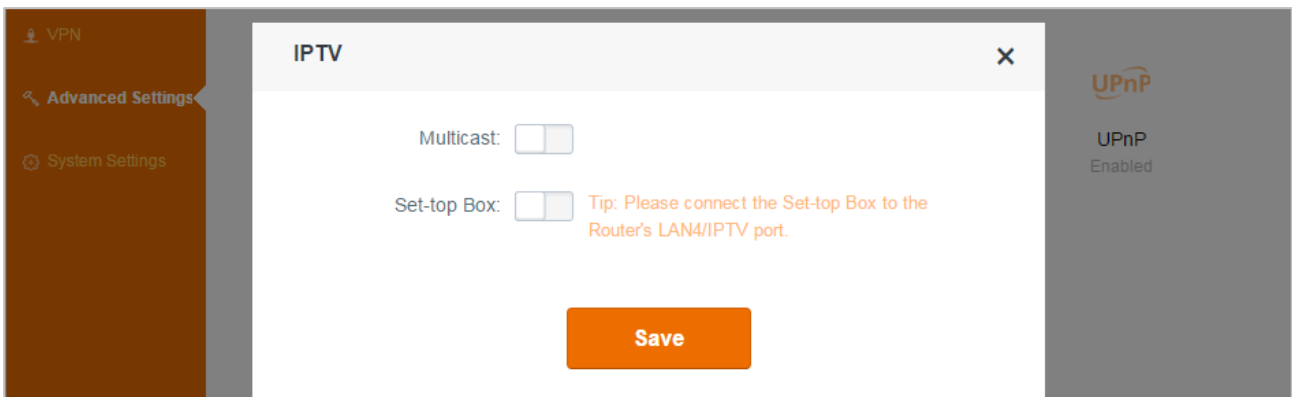 VPN
Advanced Settings
System Settings
IPTV
Multicast:
Set-top Box:
Tip: Please connect the Set-top Box to the
Router's LAN4/IPTV port.
Save
UPnP
UPnP
Enabled